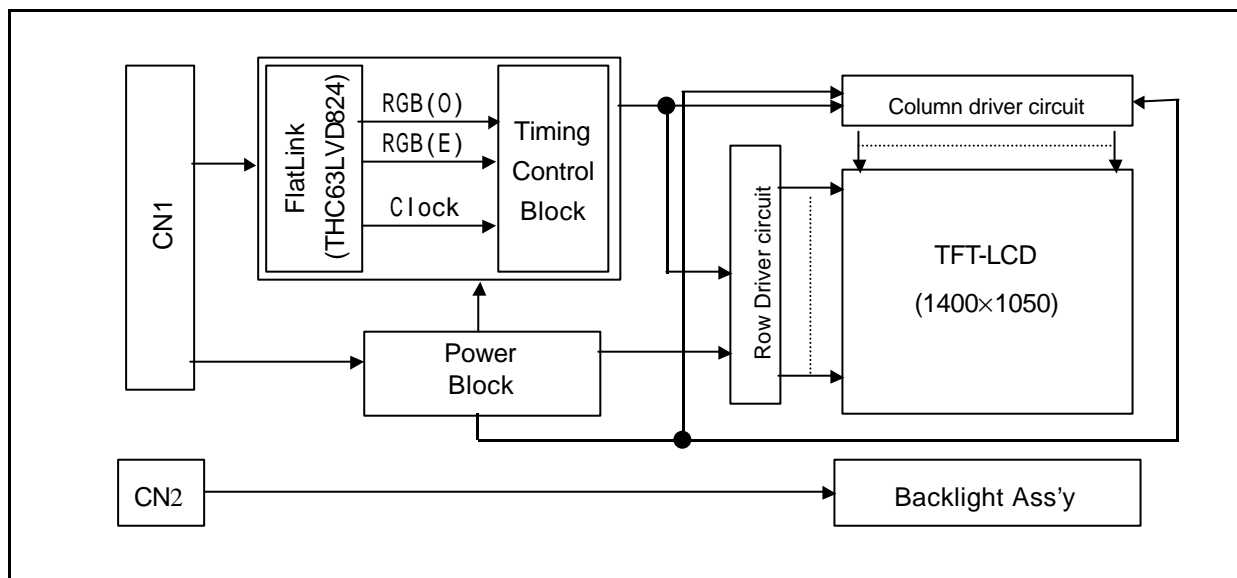 CN1
FlatLink
(THC63LVD824)
RGB(O)
RGB(E)
Clock
Timing
Control
Block
Power
Block
Row Driver circuit
Column driver circuit
TFT-LCD
(1400×1050)
CN2
Backlight Ass'y